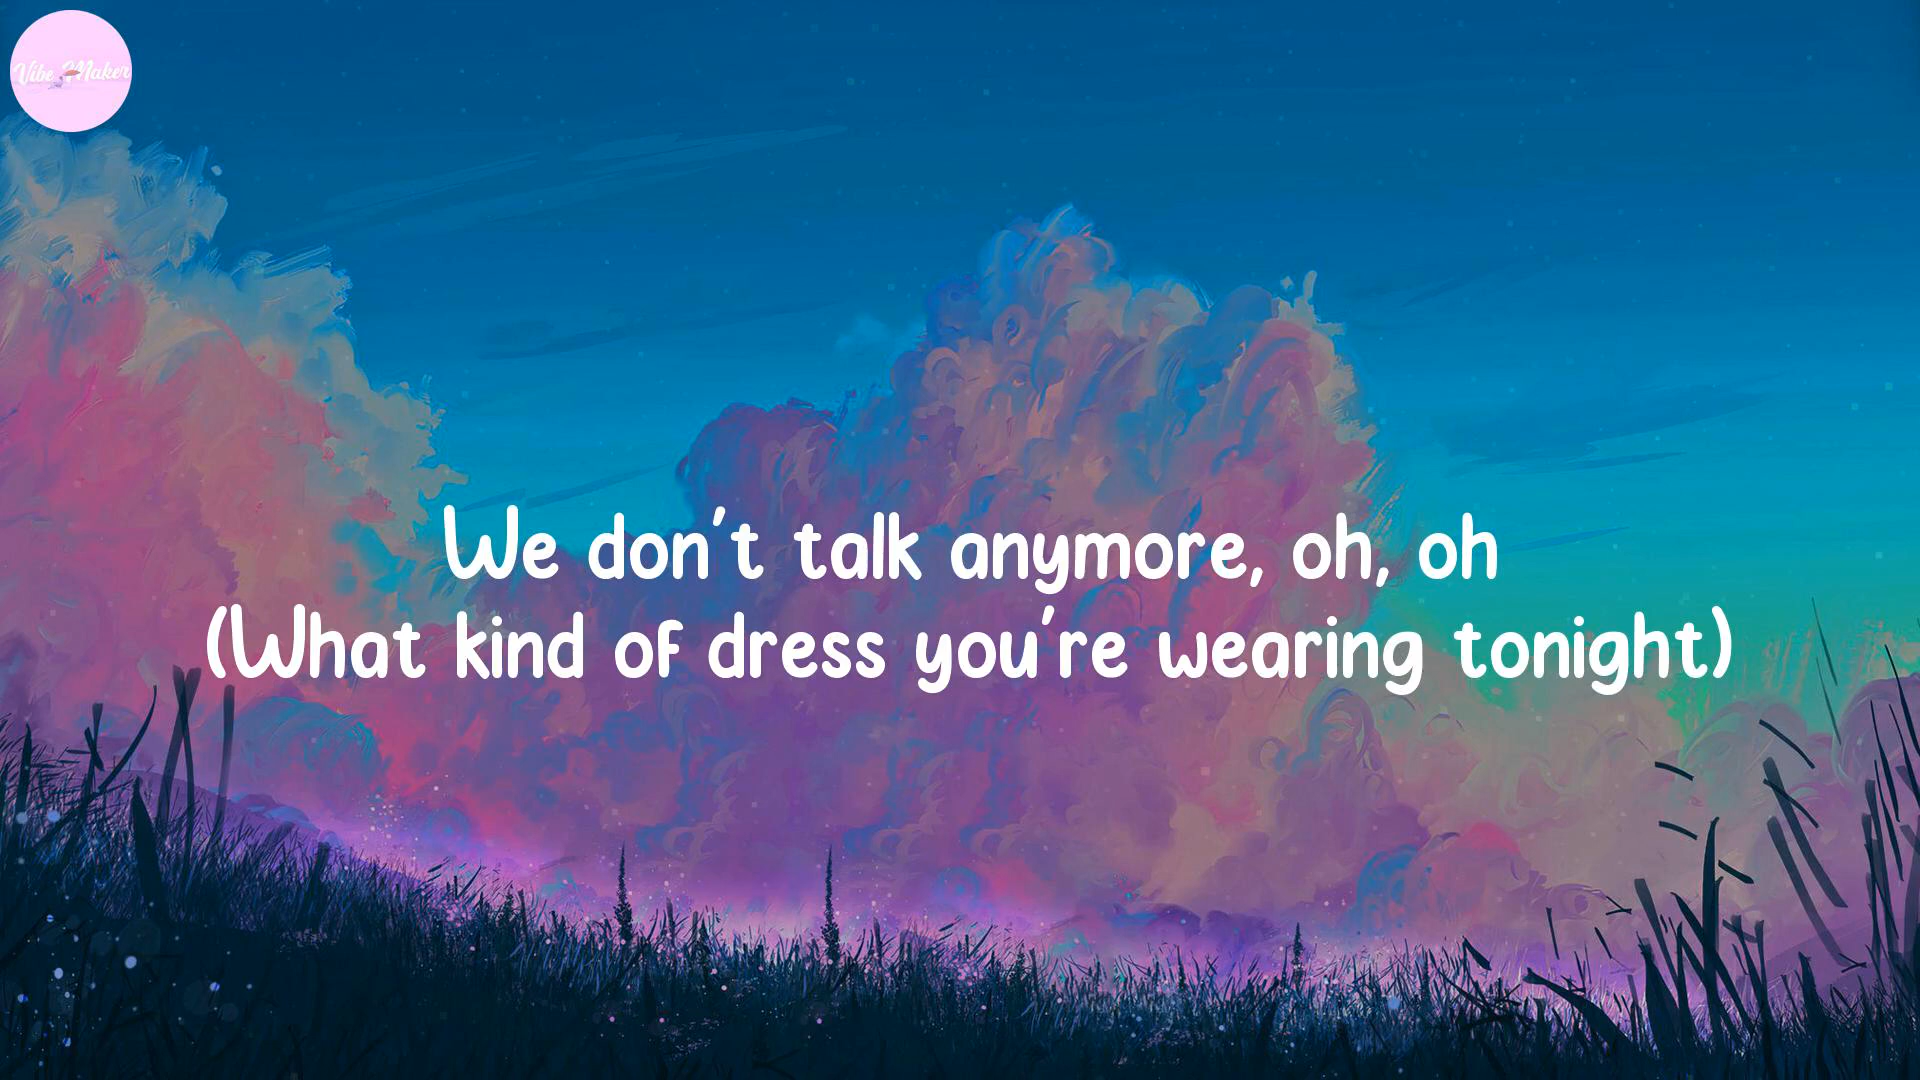 Vibe Maker
We don't talk anymore, oh, oh
(What kind of dress you're wearing tonight)